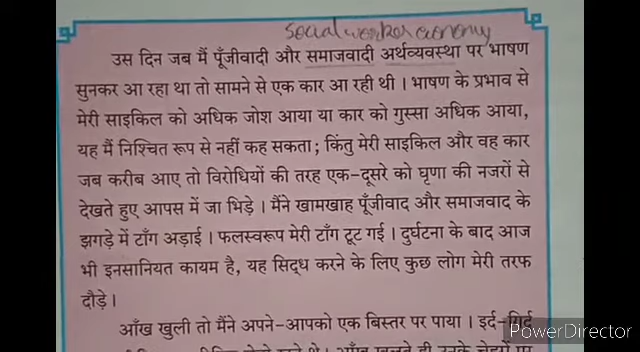 social worker economy
उस दिन जब मैं पूँजीवादी और समाजवादी अर्थव्यवस्था पर भाषण
सुनकर आ रहा था तो सामने से एक कार आ रही थी । भाषण के प्रभाव से
मेरी साइकिल को अधिक जोश आया या कार को गुस्सा अधिक आया,
यह मैं निश्चित रूप से नहीं कह सकता; किंतु मेरी साइकिल और वह कार
जब करीब आए तो विरोधियों की तरह एक-दूसरे को घृणा की नजरों से
देखते हुए आपस में जा भिड़े । मैंने खामखाह पूँजीवाद और समाजवाद के
झगड़े में टाँग अड़ाई । फलस्वरूप मेरी टाँग टूट गई । दुर्घटना के बाद आज
भी इनसानियत कायम है, यह सिद्ध करने के लिए कुछ लोग मेरी तरफ
दौड़े ।
आँख खुली तो मैंने अपने-आपको एक बिस्तर पर पाया । इर्द-गिर्द
PowerDirector